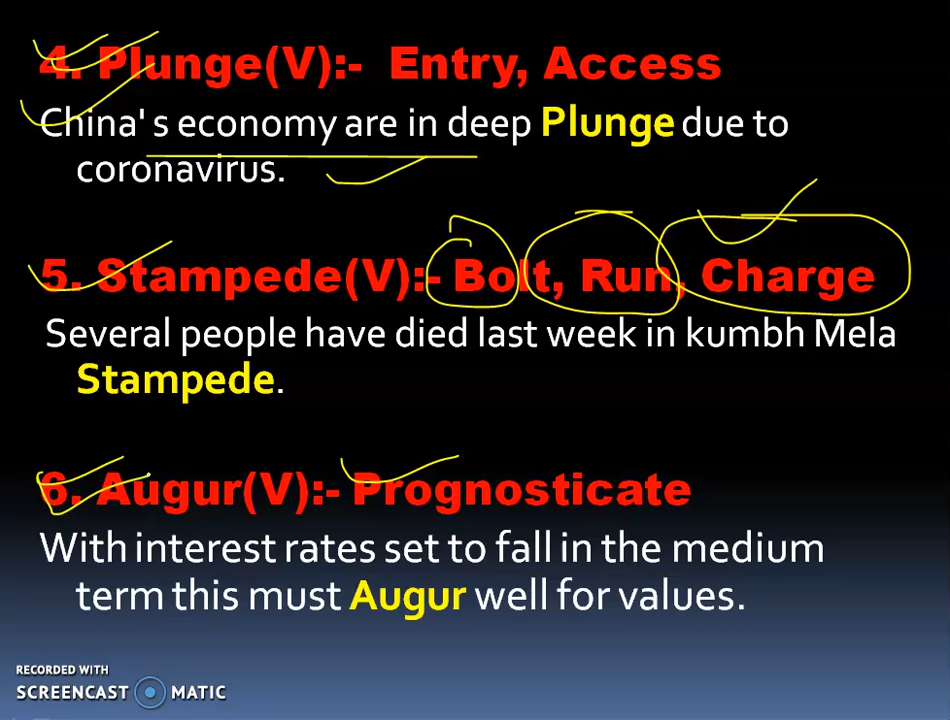 4. Plunge(V):- Entry, Access
China' s economy are in deep Plunge due to
coronavirus.
5. Stampede(V):- Bolt, Run, Charge
Several people have died last week in kumbh Mela
Stampede.
6. Augur(V):- Prognosticate
With interest rates set to fall in the medium
term this must Augur well for values.
RECORDED WITH
SCREENCAST MATIC